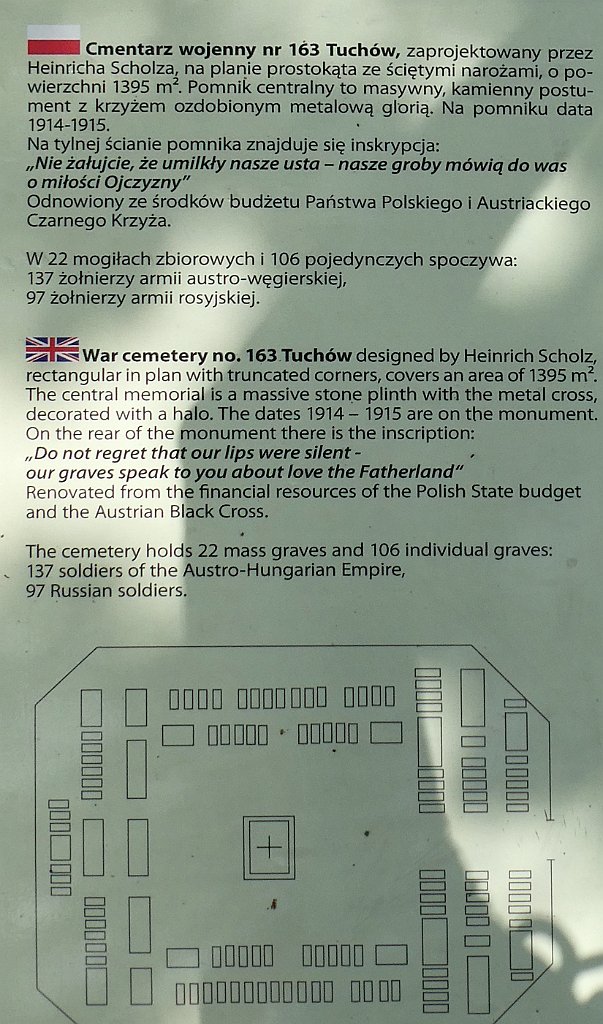 Cmentarz wojenny nr 163 Tuchów, zaprojektowany przez
Heinricha Scholza, na planie prostokąta ze ściętymi narożami, o po-
wierzchni 1395 m². Pomnik centralny to masywny, kamienny postu-
ment z krzyżem ozdobionym metalową glorią. Na pomniku data
1914-1915.
Na tylnej ścianie pomnika znajduje się inskrypcja:
„Nie żałujcie, że umilkły nasze usta – nasze groby mówią do was
o miłości Ojczyzny”
Odnowiony ze środków budżetu Państwa Polskiego i Austriackiego
Czarnego Krzyża.
W 22 mogiłach zbiorowych i 106 pojedynczych spoczywa:
137 żołnierzy armii austro-węgierskiej,
97 żołnierzy armii rosyjskiej.
War cemetery no. 163 Tuchów designed by Heinrich Scholz,
rectangular in plan with truncated corners, covers an area of 1395 m².
The central memorial is a massive stone plinth with the metal cross,
decorated with a halo. The dates 1914 – 1915 are on the monument.
On the rear of the monument there is the inscription:
„Do not regret that our lips were silent -
our graves speak to you about love the Fatherland“
Renovated from the financial resources of the Polish State budget
and the Austrian Black Cross.
The cemetery holds 22 mass graves and 106 individual graves:
137 soldiers of the Austro-Hungarian Empire,
97 Russian soldiers.